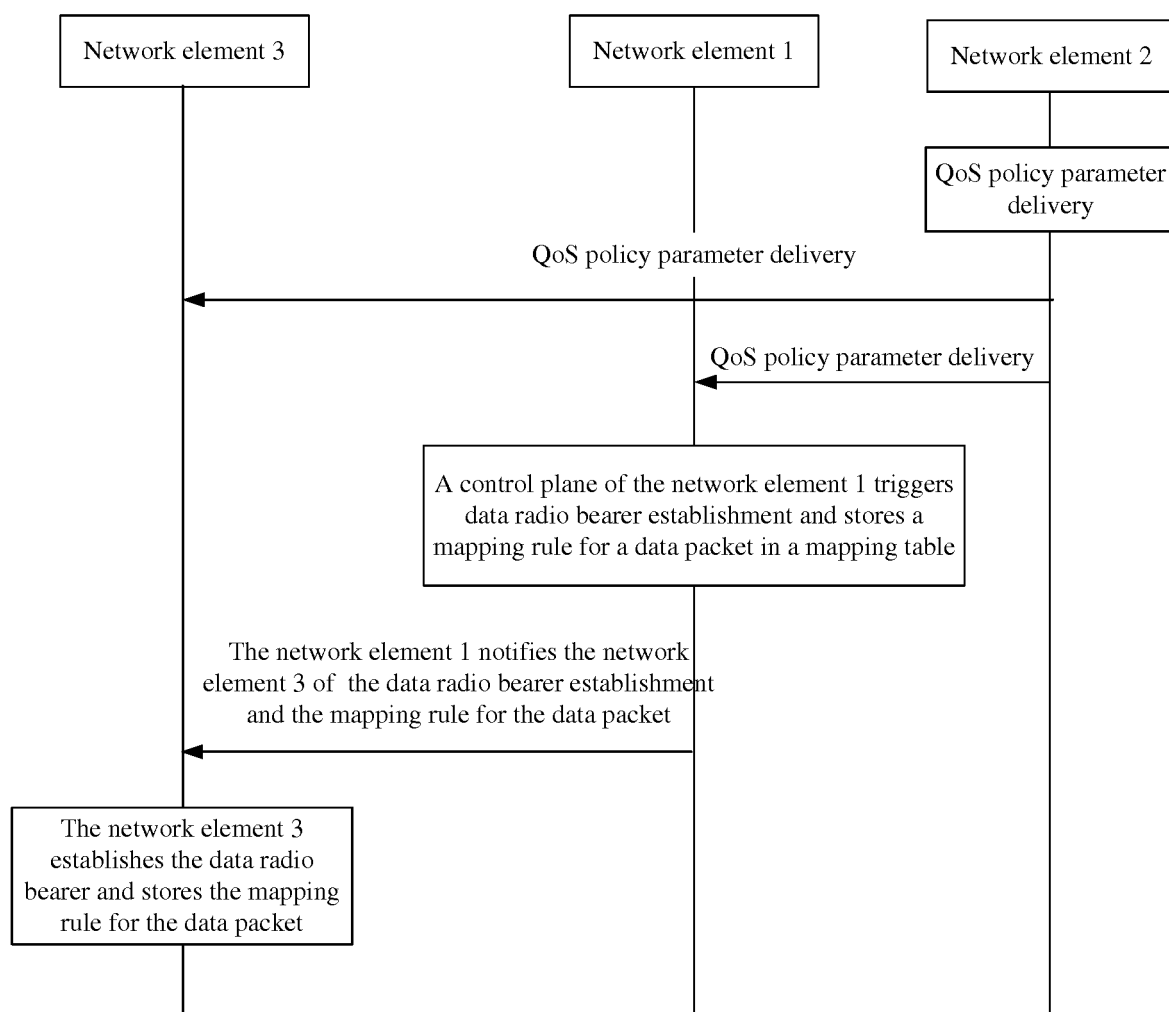 Network element 3
Network element 1
Network element 2
QoS policy parameter
delivery
QoS policy parameter delivery
QoS policy parameter delivery
A control plane of the network element 1 triggers
data radio bearer establishment and stores a
mapping rule for a data packet in a mapping table
The network element 1 notifies the network
element 3 of the data radio bearer establishment
and the mapping rule for the data packet
The network element 3
establishes the data radio
bearer and stores the mapping
rule for the data packet